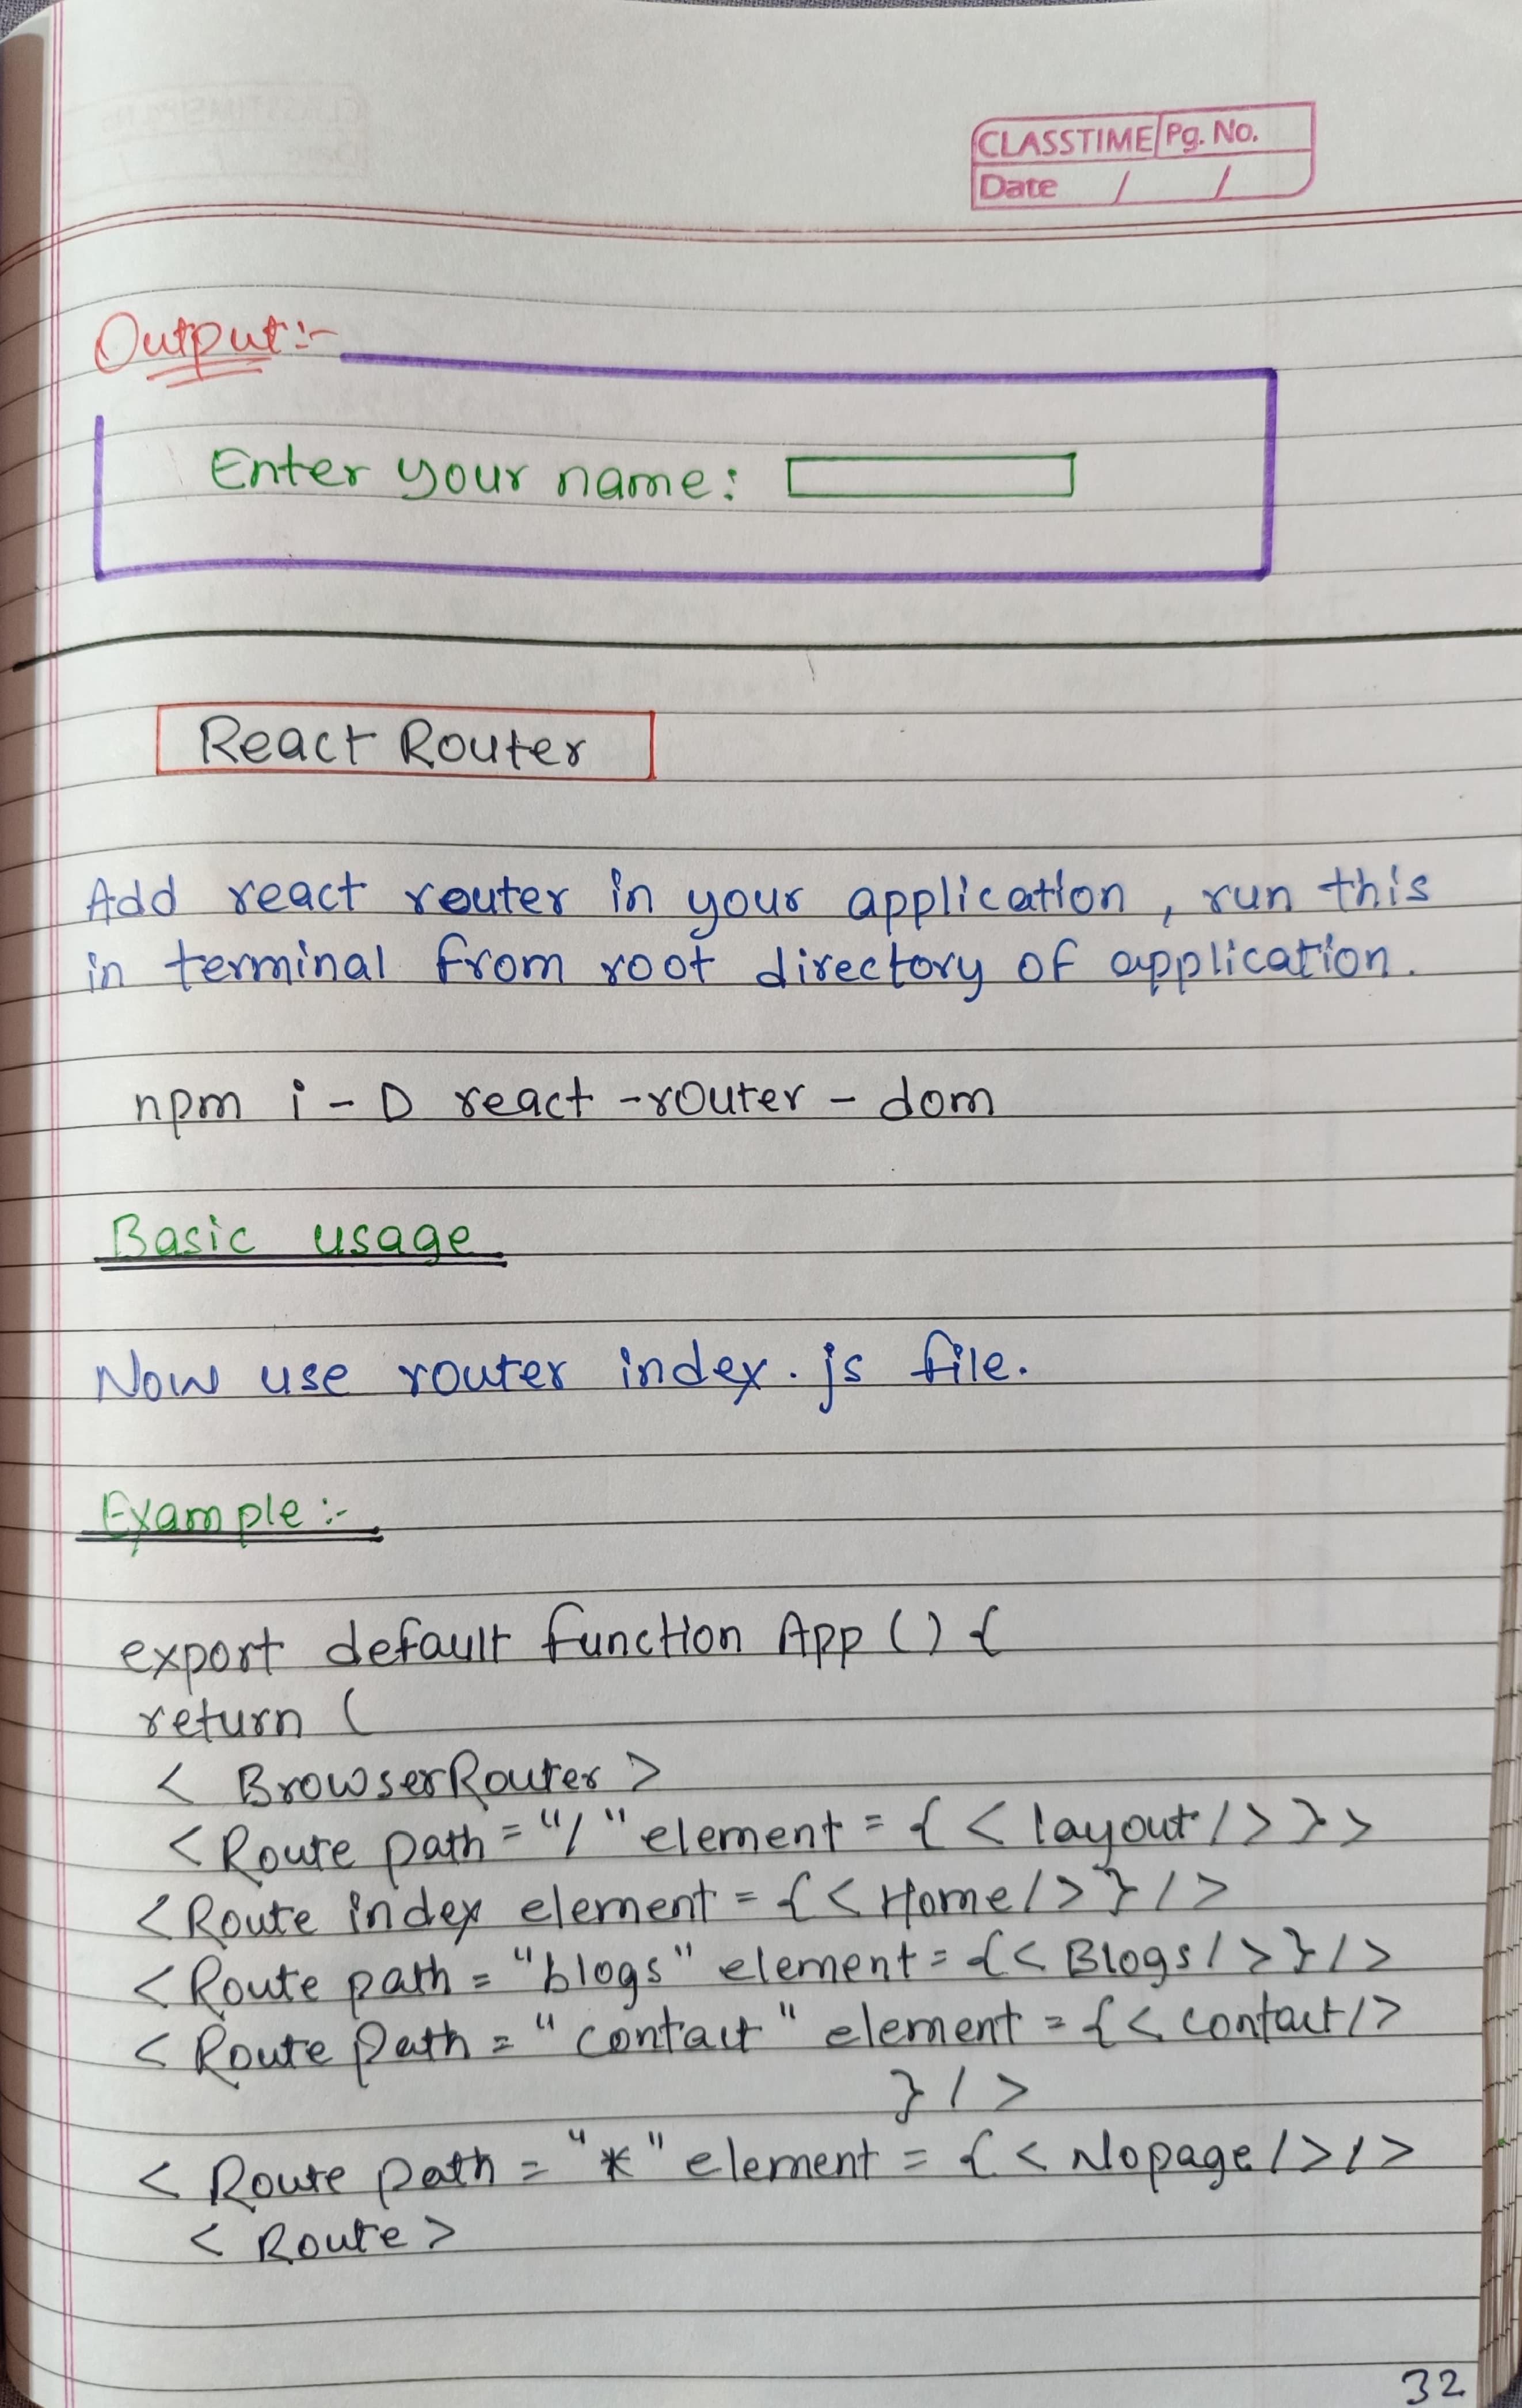 CLASSTIME Pg. No.
Date / /
Output:-
Enter your name:
React Router
Add react router in your application, run this
in terminal from root directory of application.
npm i - D react -router - dom
Basic usage
Now use router index.js file.
Example:-
export default function App () {
return (
< BrowserRouter >
<Route path = "/" element = { < layout /> }>
<Route index element = { < Home /> } />
<Route path = "blogs" element = { < Blogs /> } />
< Route Path = "contact" element = { < contact />
} />
< Route path = "*" element = { < Nopage /> />
< Route >
32